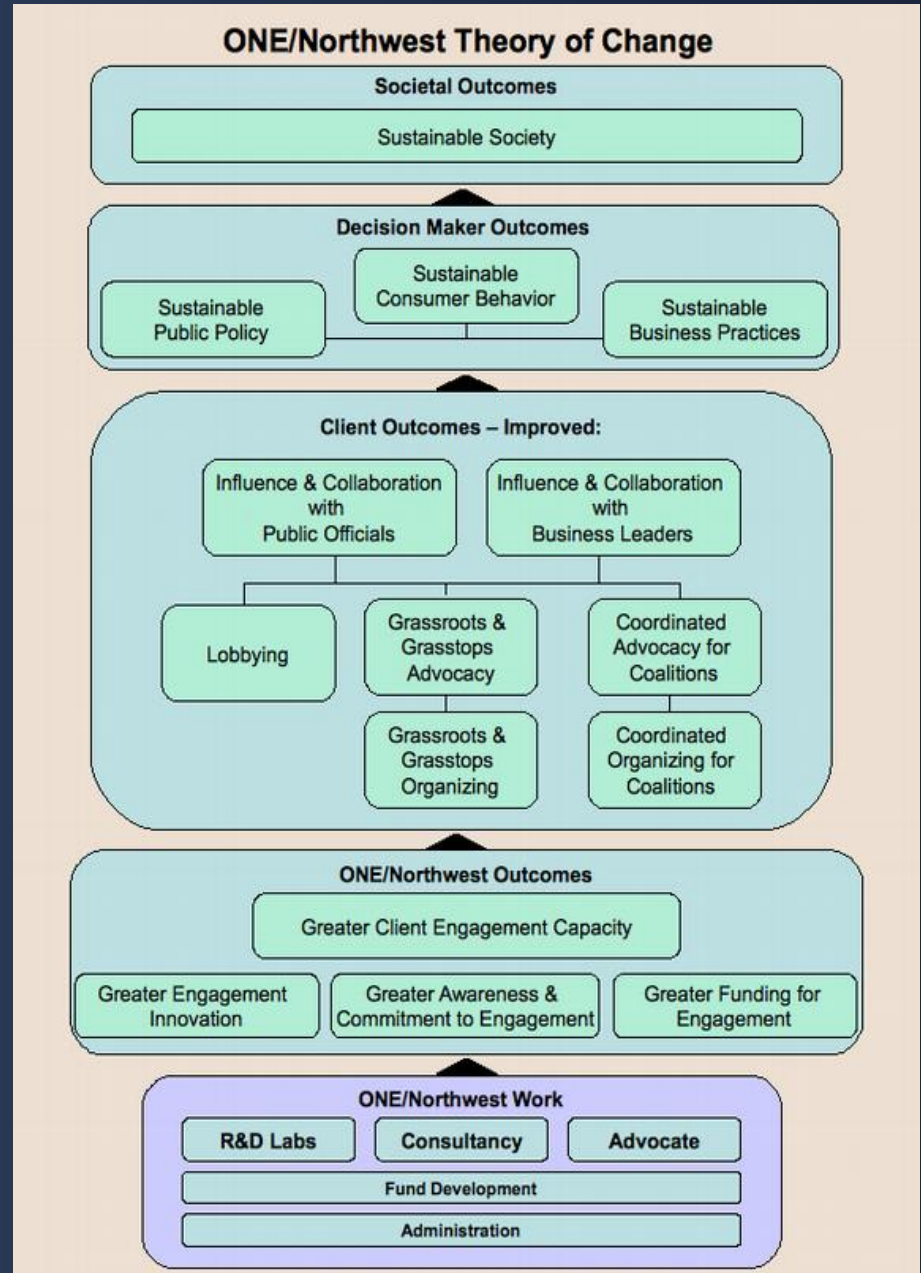 ONE/Northwest Theory of Change
Societal Outcomes
Sustainable Society
Decision Maker Outcomes
Sustainable
Public Policy
Sustainable
Consumer Behavior
Sustainable
Business Practices
Client Outcomes – Improved:
Influence & Collaboration
with
Public Officials
Influence & Collaboration
with
Business Leaders
Lobbying
Grassroots &
Grasstops
Advocacy
Coordinated
Advocacy for
Coalitions
Grassroots &
Grasstops
Organizing
Coordinated
Organizing for
Coalitions
ONE/Northwest Outcomes
Greater Client Engagement Capacity
Greater Engagement
Innovation
Greater Awareness &
Commitment to Engagement
Greater Funding for
Engagement
ONE/Northwest Work
R&D Labs
Consultancy
Advocate
Fund Development
Administration